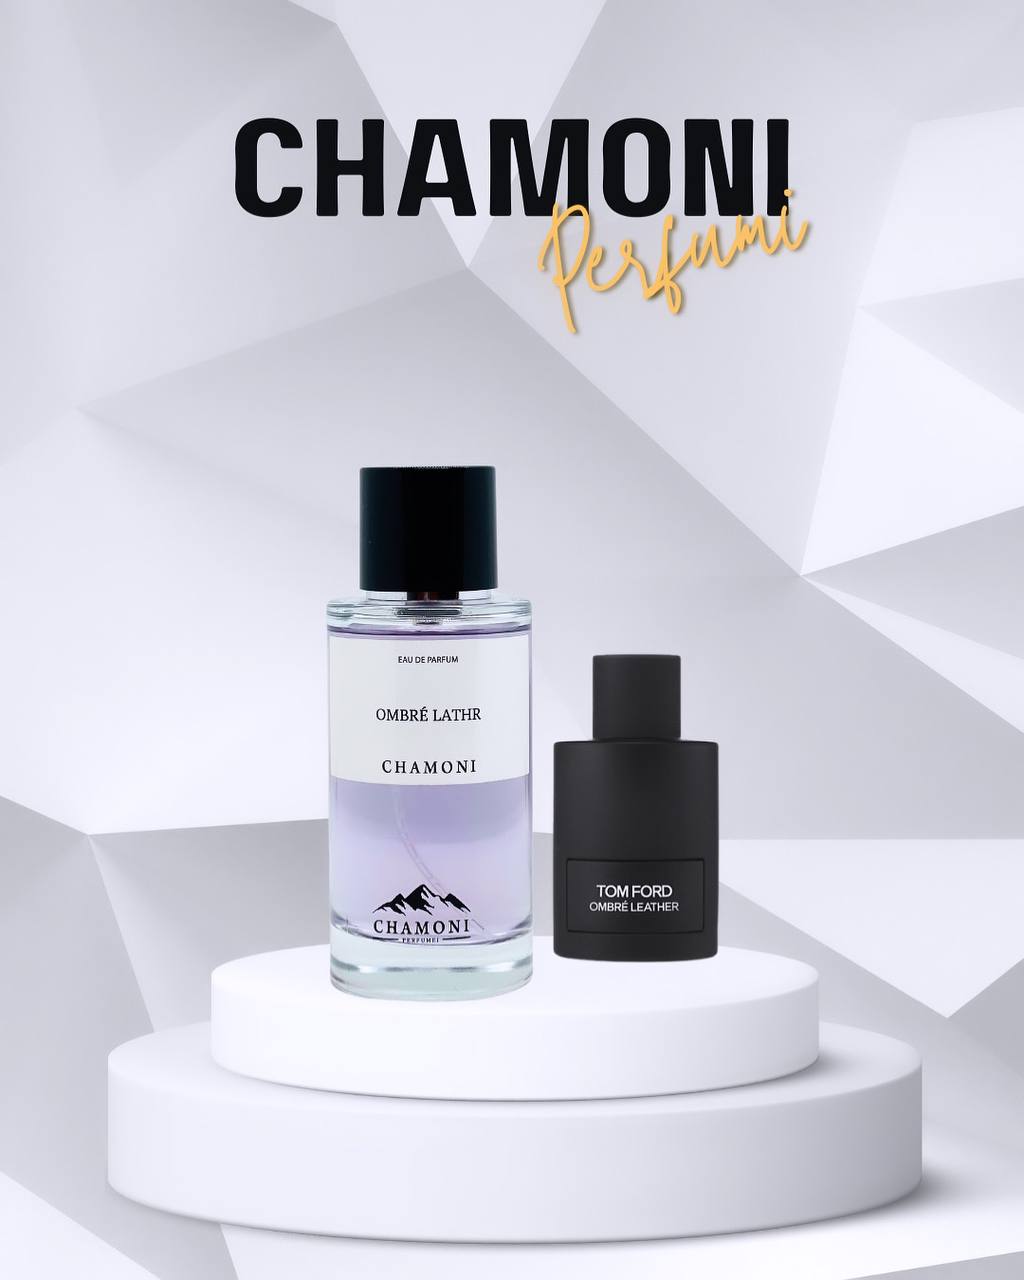 CHAMONI
Perfumi
EAU DE PARFUM
OMBRÉ LATHR
CHAMONI
CHAMONI
PERFUMEI
TOM FORD
OMBRÉ LEATHER